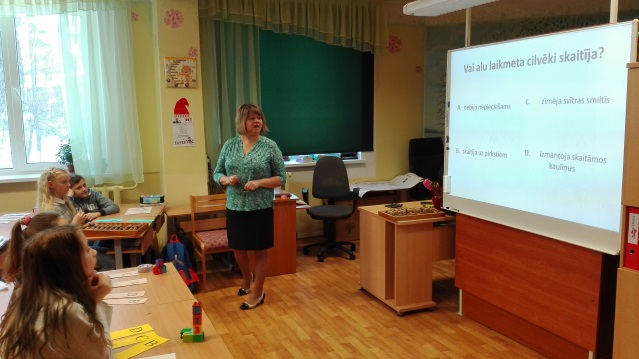 Vai alu laikmeta cilvēki skaitīja?
A. nebija nepieciešams
C. zīmēja svītras smiltīs
B. skaitīja uz pirkstiem
D. izmantoja skaitāmos
kauliņus
D C B